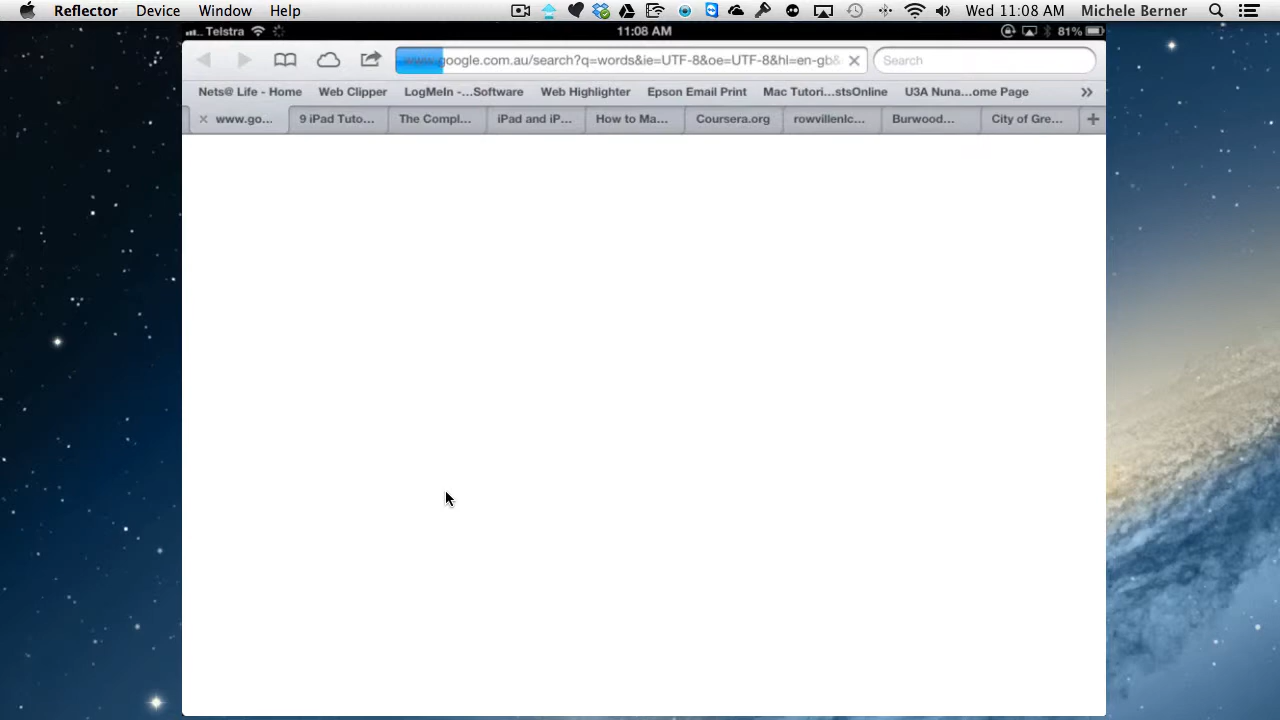 Reflector Device Window Help Wed 11:08 AM Michele Berner
Telstra 11:08 AM 81%
www.google.com.au/search?q=words&ie=UTF-8&oe=UTF-8&hl=en-gb& Search
Nets@ Life - Home Web Clipper LogMeIn -...Software Web Highlighter Epson Email Print Mac Tutori...stsOnline U3A Nuna...ome Page
www.go... 9 iPad Tuto... The Compl... iPad and iP... How to Ma... Coursera.org rowvillenlc... Burwood... City of Gre...